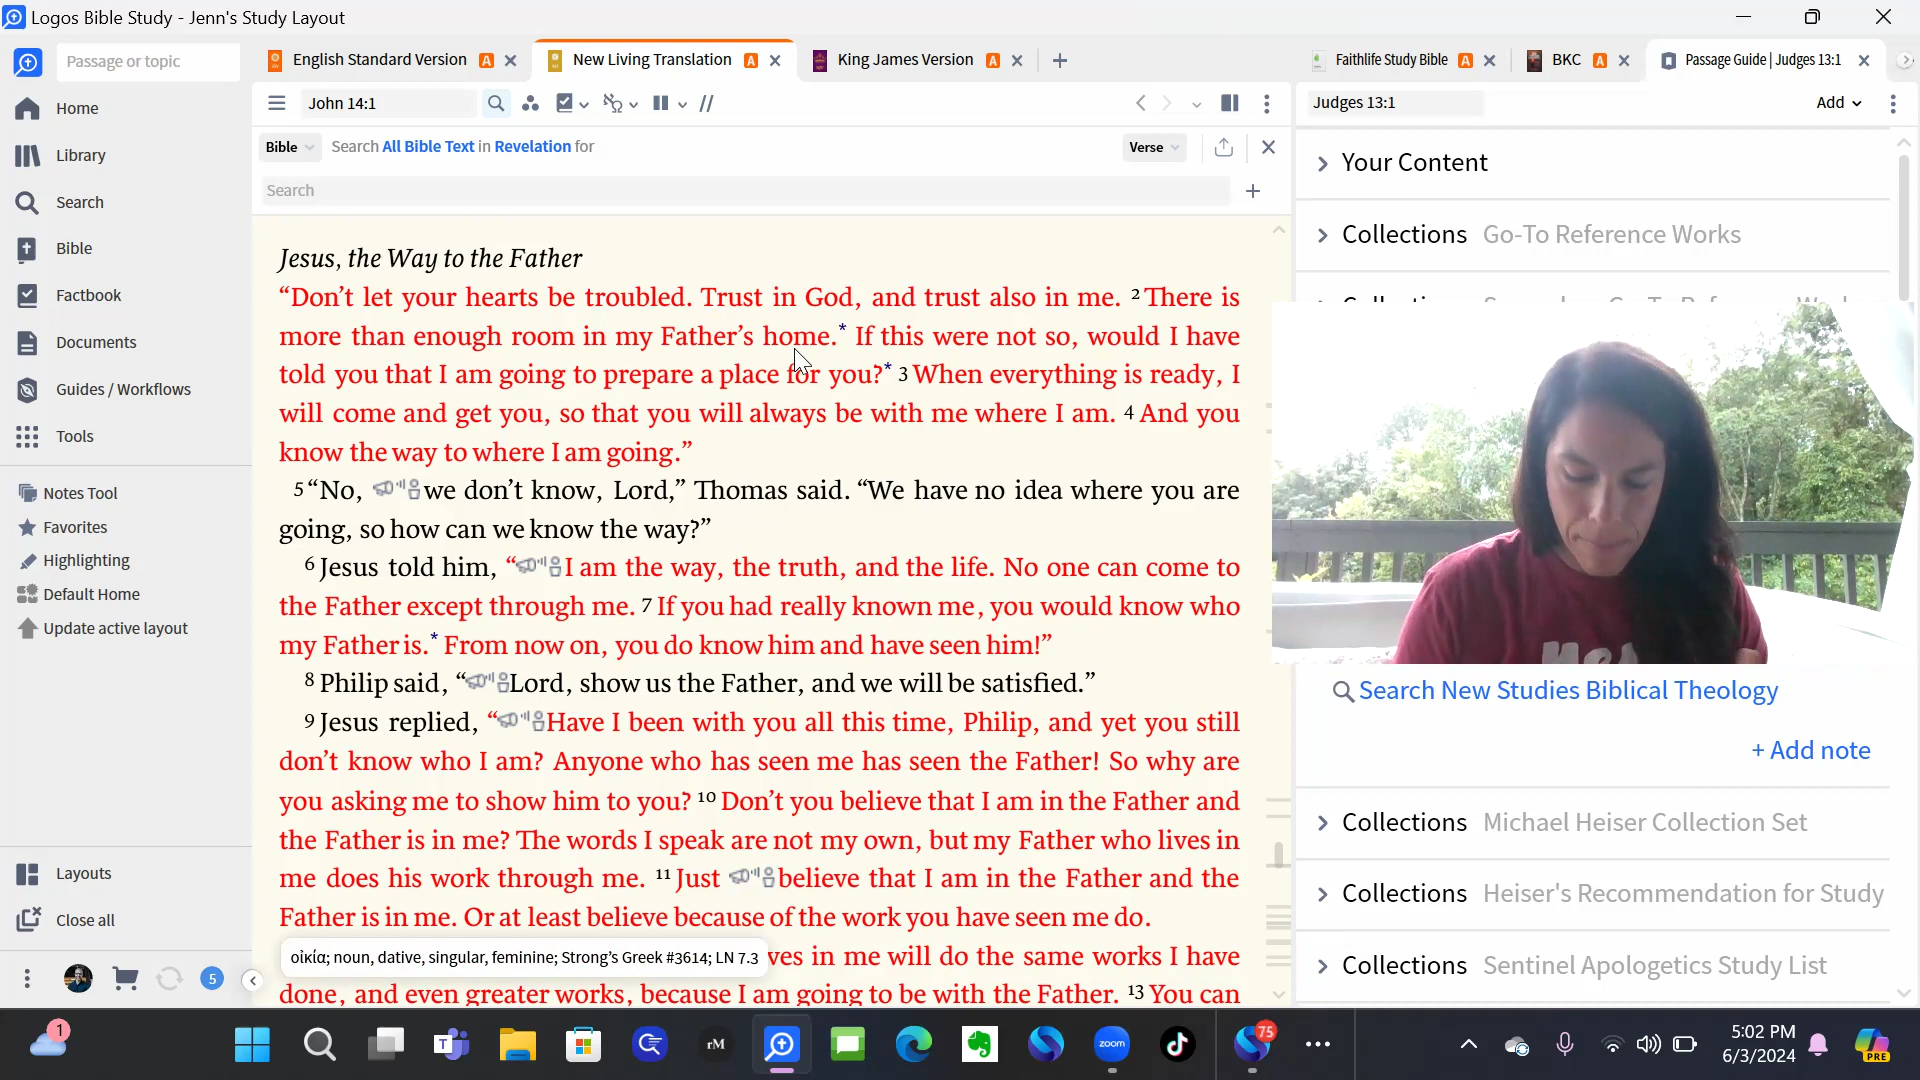 Logos Bible Study - Jenn's Study Layout
Passage or topic
English Standard Version A
New Living Translation A
King James Version A
Faithlife Study Bible A
BKC A
Passage Guide | Judges 13:1
Home
Library
Search
Bible
Factbook
Documents
Guides / Workflows
Tools
Notes Tool
Favorites
Highlighting
Default Home
Update active layout
Layouts
Close all
5
John 14:1
Bible Search All Bible Text in Revelation for Verse
Search
Jesus, the Way to the Father
“Don’t let your hearts be troubled. Trust in God, and trust also in me. 2 There is
more than enough room in my Father’s home.* If this were not so, would I have
told you that I am going to prepare a place for you?* 3 When everything is ready, I
will come and get you, so that you will always be with me where I am. 4 And you
know the way to where I am going.”
5 “No, we don’t know, Lord,” Thomas said. “We have no idea where you are
going, so how can we know the way?”
6 Jesus told him, “I am the way, the truth, and the life. No one can come to
the Father except through me. 7 If you had really known me, you would know who
my Father is.* From now on, you do know him and have seen him!”
8 Philip said, “Lord, show us the Father, and we will be satisfied.”
9 Jesus replied, “Have I been with you all this time, Philip, and yet you still
don’t know who I am? Anyone who has seen me has seen the Father! So why are
you asking me to show him to you? 10 Don’t you believe that I am in the Father and
the Father is in me? The words I speak are not my own, but my Father who lives in
me does his work through me. 11 Just believe that I am in the Father and the
Father is in me. Or at least believe because of the work you have seen me do.
οἰκία; noun, dative, singular, feminine; Strong’s Greek #3614; LN 7.3
in me will do the same works I have
done, and even greater works, because I am going to be with the Father. 13 You can
Judges 13:1
Add
Your Content
Collections Go-To Reference Works
Search New Studies Biblical Theology
+ Add note
Collections Michael Heiser Collection Set
Collections Heiser's Recommendation for Study
Collections Sentinel Apologetics Study List
1
rM
zoom
75
5:02 PM
6/3/2024
PRE